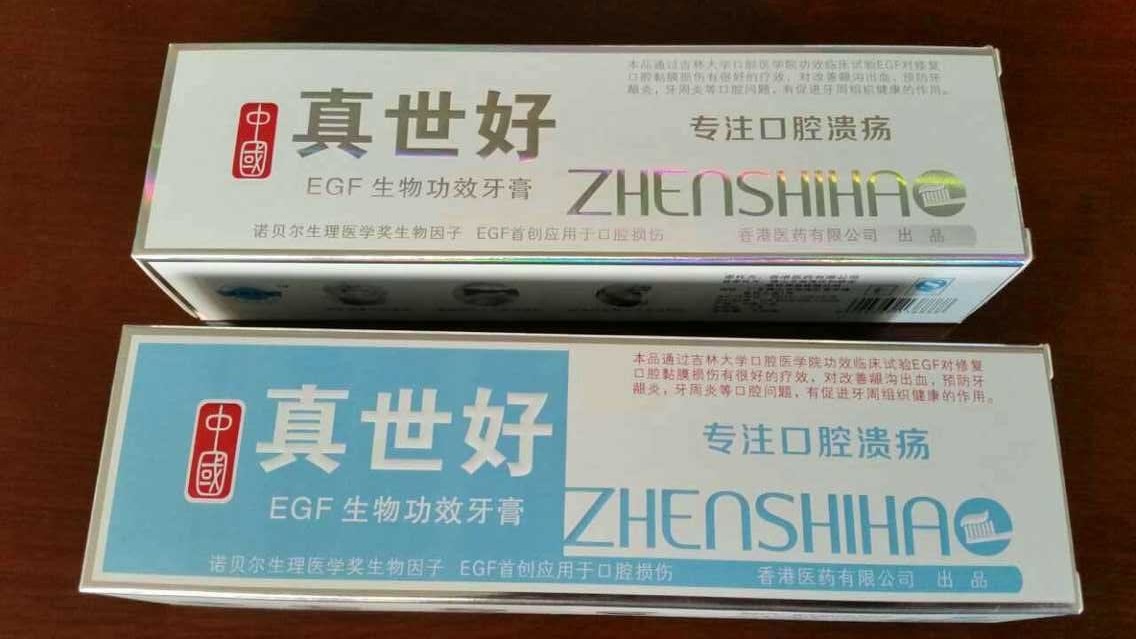 本品通过吉林大学口腔医学院功效临床试验EGF对修复
口腔黏膜损伤有很好的疗效，对改善龈沟出血，预防牙
龈炎，牙周炎等口腔问题，有促进牙周组织健康的作用。
中國
真世好
专注口腔溃疡
EGF 生物功效牙膏
ZHENSHIHAO
诺贝尔生理医学奖生物因子 EGF首创应用于口腔损伤
香港医药有限公司 出 品
本品通过吉林大学口腔医学院功效临床试验EGF对修复
口腔黏膜损伤有很好的疗效，对改善龈沟出血，预防牙
龈炎，牙周炎等口腔问题，有促进牙周组织健康的作用。
中國
真世好
专注口腔溃疡
EGF 生物功效牙膏
ZHENSHIHAO
诺贝尔生理医学奖生物因子 EGF首创应用于口腔损伤
香港医药有限公司 出 品